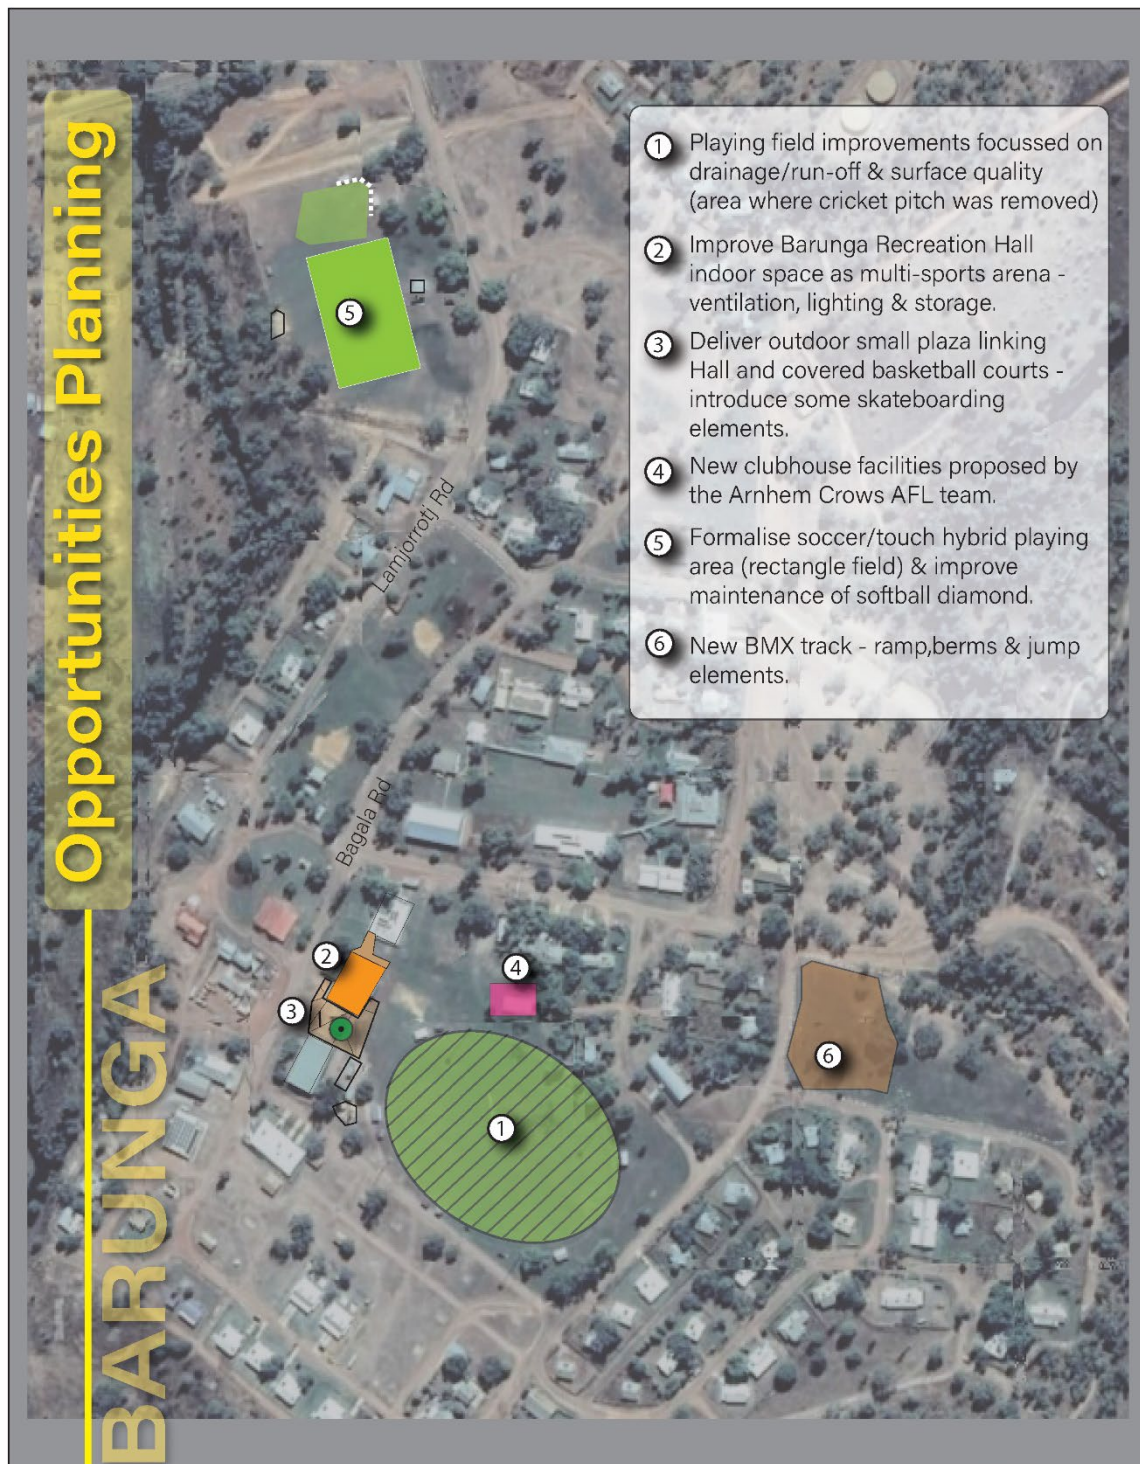 Opportunities Planning
BARUNGA
1 Playing field improvements focussed on
drainage/run-off & surface quality
(area where cricket pitch was removed)
2 Improve Barunga Recreation Hall
indoor space as multi-sports arena -
ventilation, lighting & storage.
3 Deliver outdoor small plaza linking
Hall and covered basketball courts -
introduce some skateboarding
elements.
4 New clubhouse facilities proposed by
the Arnhem Crows AFL team.
5 Formalise soccer/touch hybrid playing
area (rectangle field) & improve
maintenance of softball diamond.
6 New BMX track - ramp,berms & jump
elements.
5
Lamjorrotj Rd
Bagala Rd
2
4
3
6
1